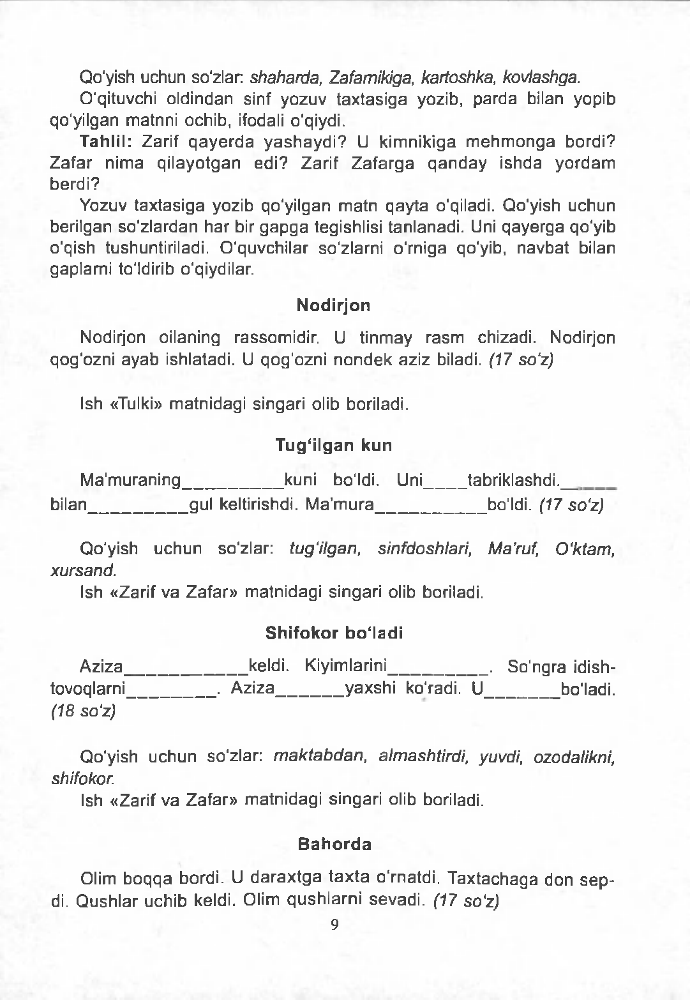 Qo'yish uchun so'zlar: shaharda, Zafarnikiga, kartoshka, kovlashga.
O'qituvchi oldindan sinf yozuv taxtasiga yozib, parda bilan yopib
qo'yilgan matnni ochib, ifodali o'qiydi.
Tahlil: Zarif qayerda yashaydi? U kimnikiga mehmonga bordi?
Zafar nima qilayotgan edi? Zarif Zafarga qanday ishda yordam
berdi?
Yozuv taxtasiga yozib qo'yilgan matn qayta o'qiladi. Qo'yish uchun
berilgan so'zlardan har bir gapga tegishlisi tanlanadi. Uni qayerga qo'yib
o'qish tushuntiriladi. O'quvchilar so'zlarni o'rniga qo'yib, navbat bilan
gaplarni to'ldirib o'qiydilar.
Nodirjon
Nodirjon oilaning rassomidir. U tinmay rasm chizadi. Nodirjon
qog'ozni ayab ishlatadi. U qog'ozni nondek aziz biladi. (17 so'z)
Ish «Tulki» matnidagi singari olib boriladi.
Tug'ilgan kun
Ma'muraning__________kuni bo'ldi. Uni____tabriklashdi._____
bilan_________gul keltirishdi. Ma'mura__________bo'ldi. (17 so'z)
Qo'yish uchun so'zlar: tug'ilgan, sinfdoshlari, Ma'ruf, O'ktam,
xursand.
Ish «Zarif va Zafar» matnidagi singari olib boriladi.
Shifokor bo'ladi
Aziza___________keldi. Kiyimlarini_________. So'ngra idish-
tovoqlarni________. Aziza______yaxshi ko'radi. U_______bo'ladi.
(18 so'z)
Qo'yish uchun so'zlar: maktabdan, almashtirdi, yuvdi, ozodalikni,
shifokor.
Ish «Zarif va Zafar» matnidagi singari olib boriladi.
Bahorda
Olim boqqa bordi. U daraxtga taxta o'rnatdi. Taxtachaga don sep-
di. Qushlar uchib keldi. Olim qushlarni sevadi. (17 so'z)
9